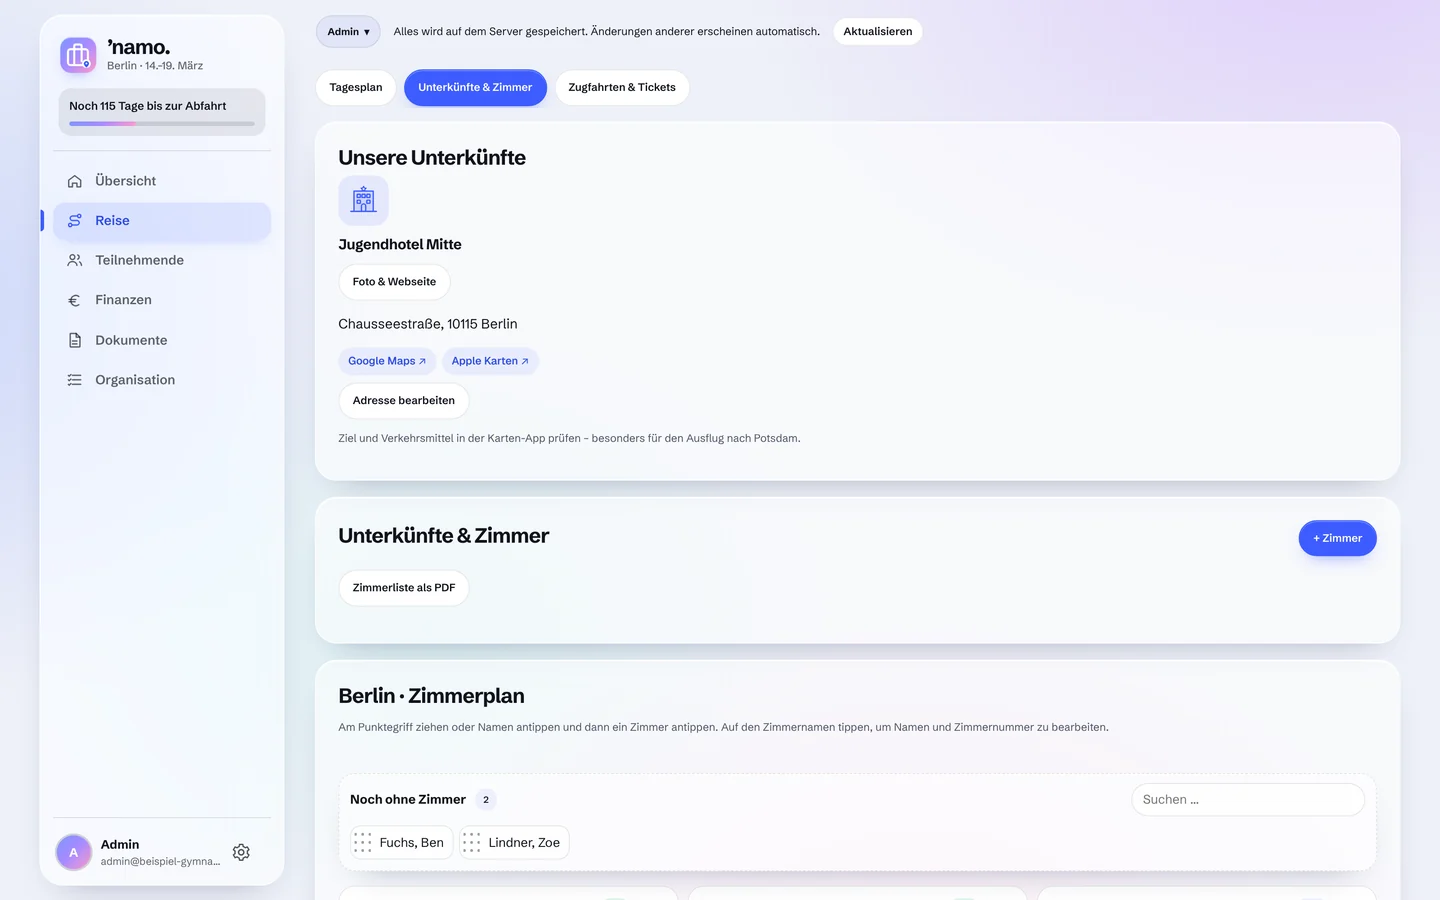 ’namo.
Berlin · 14.–19. März
Noch 115 Tage bis zur Abfahrt
Übersicht
Reise
Teilnehmende
Finanzen
Dokumente
Organisation
A
Admin
admin@beispiel-gymna...
Admin ▾
Alles wird auf dem Server gespeichert. Änderungen anderer erscheinen automatisch.
Aktualisieren
Tagesplan
Unterkünfte & Zimmer
Zugfahrten & Tickets
Unsere Unterkünfte
Jugendhotel Mitte
Foto & Webseite
Chausseestraße, 10115 Berlin
Google Maps ↗
Apple Karten ↗
Adresse bearbeiten
Ziel und Verkehrsmittel in der Karten-App prüfen – besonders für den Ausflug nach Potsdam.
Unterkünfte & Zimmer
+ Zimmer
Zimmerliste als PDF
Berlin · Zimmerplan
Am Punktegriff ziehen oder Namen antippen und dann ein Zimmer antippen. Auf den Zimmernamen tippen, um Namen und Zimmernummer zu bearbeiten.
Noch ohne Zimmer 2
Suchen …
Fuchs, Ben
Lindner, Zoe